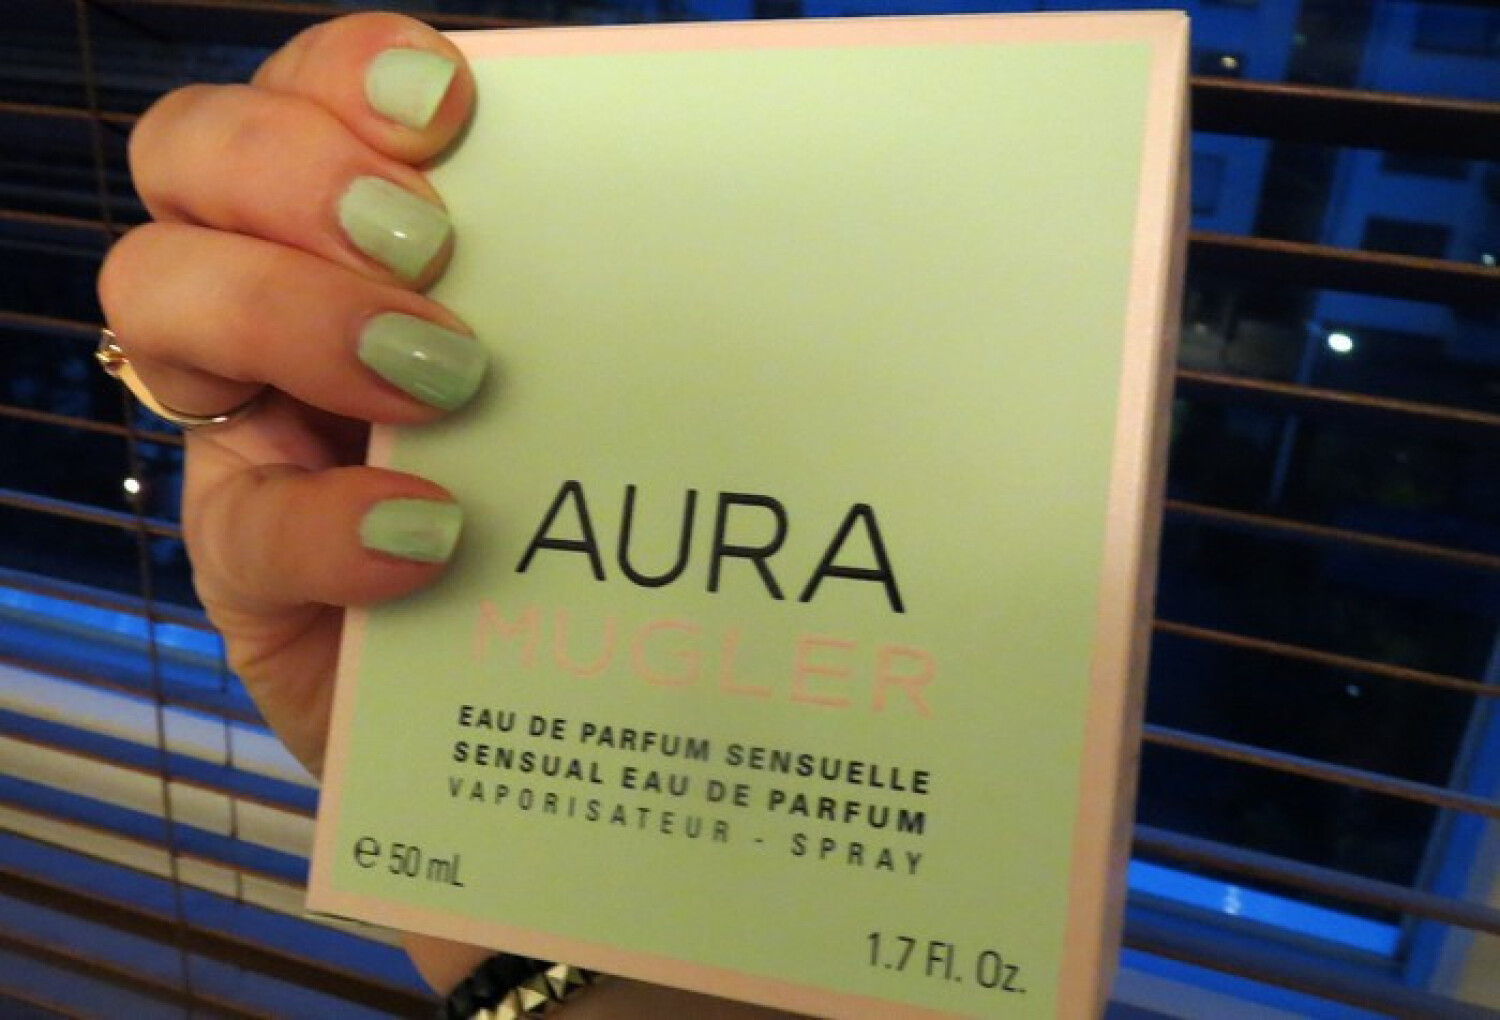 AURA
MUGLER
EAU DE PARFUM SENSUELLE
SENSUAL EAU DE PARFUM
VAPORISATEUR - SPRAY
℮ 50 mL
1.7 Fl. Oz.